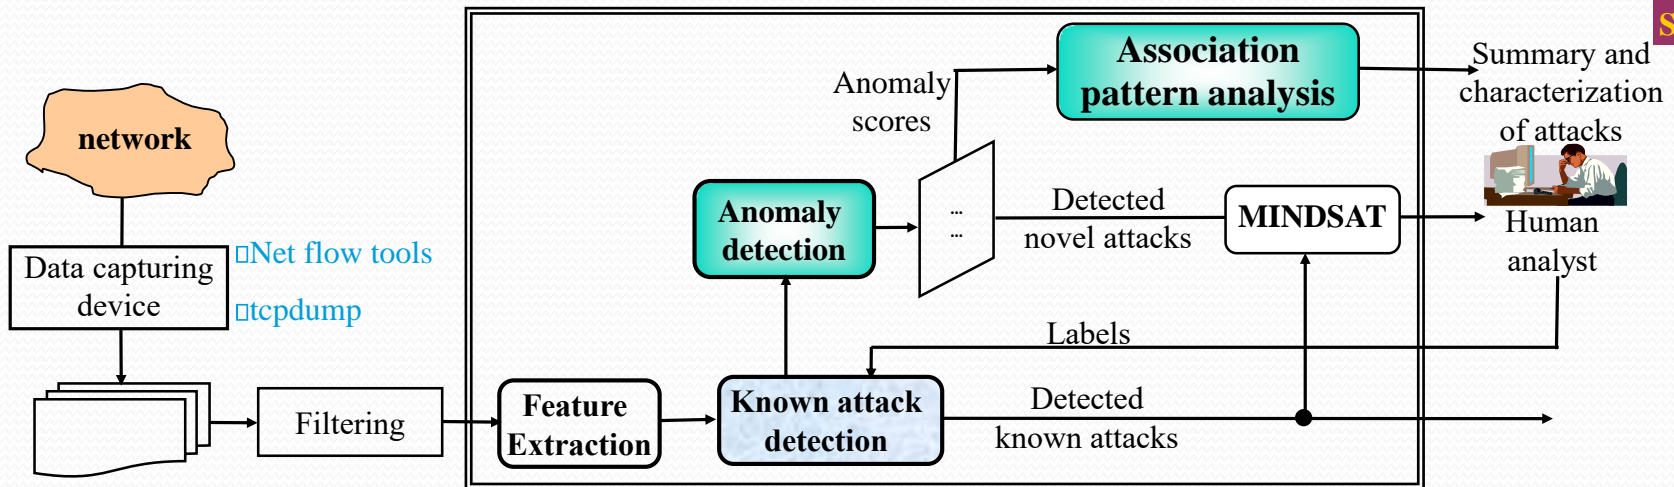 S
network
Data capturing
device
Net flow tools
tcpdump
Filtering
Feature
Extraction
Known attack
detection
Anomaly
detection
Anomaly
scores
...
...
Association
pattern analysis
Summary and
characterization
of attacks
Detected
novel attacks
MINDSAT
Human
analyst
Labels
Detected
known attacks